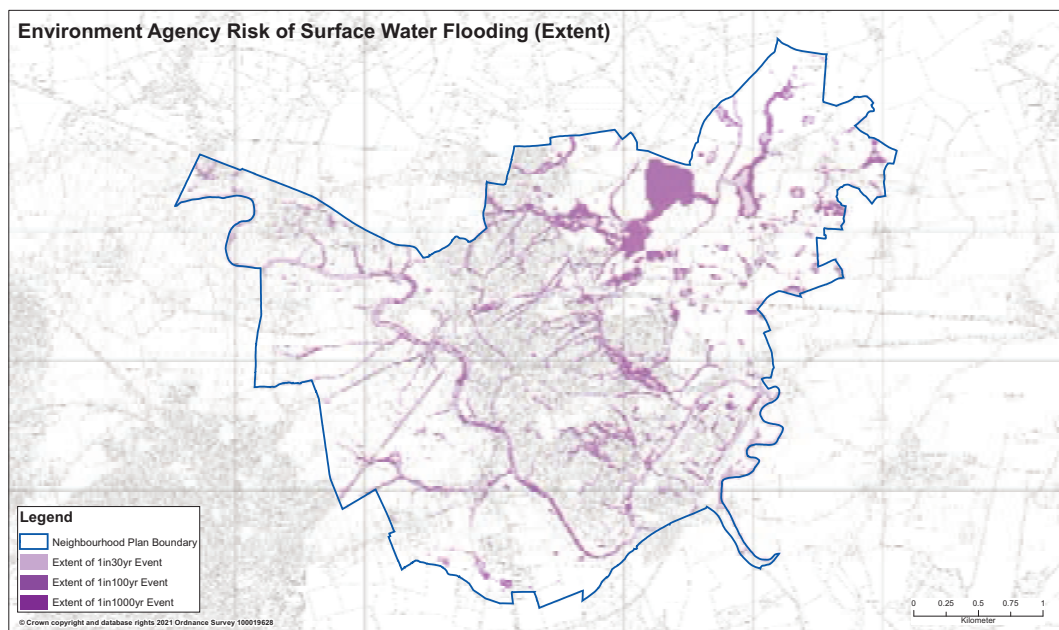 Environment Agency Risk of Surface Water Flooding (Extent)
Legend
Neighbourhood Plan Boundary
Extent of 1in30yr Event
Extent of 1in100yr Event
Extent of 1in1000yr Event
© Crown copyright and database rights 2021 Ordnance Survey 100019628
0 0.25 0.5 0.75 1
Kilometer